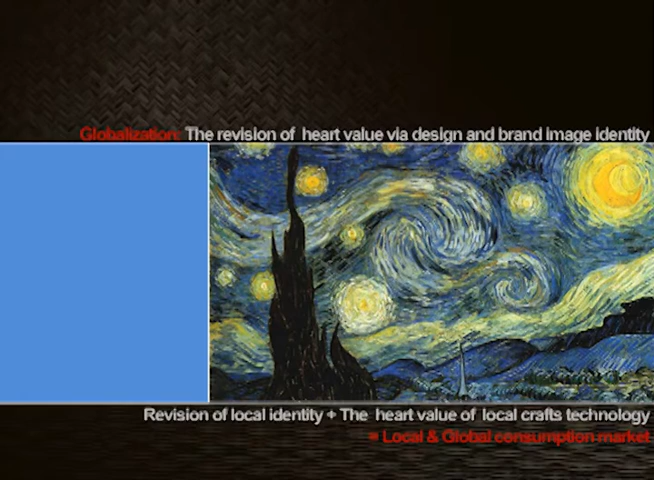 Globalization: The revision of heart value via design and brand image identity
Revision of local identity + The heart value of local crafts technology
= Local & Global consumption market